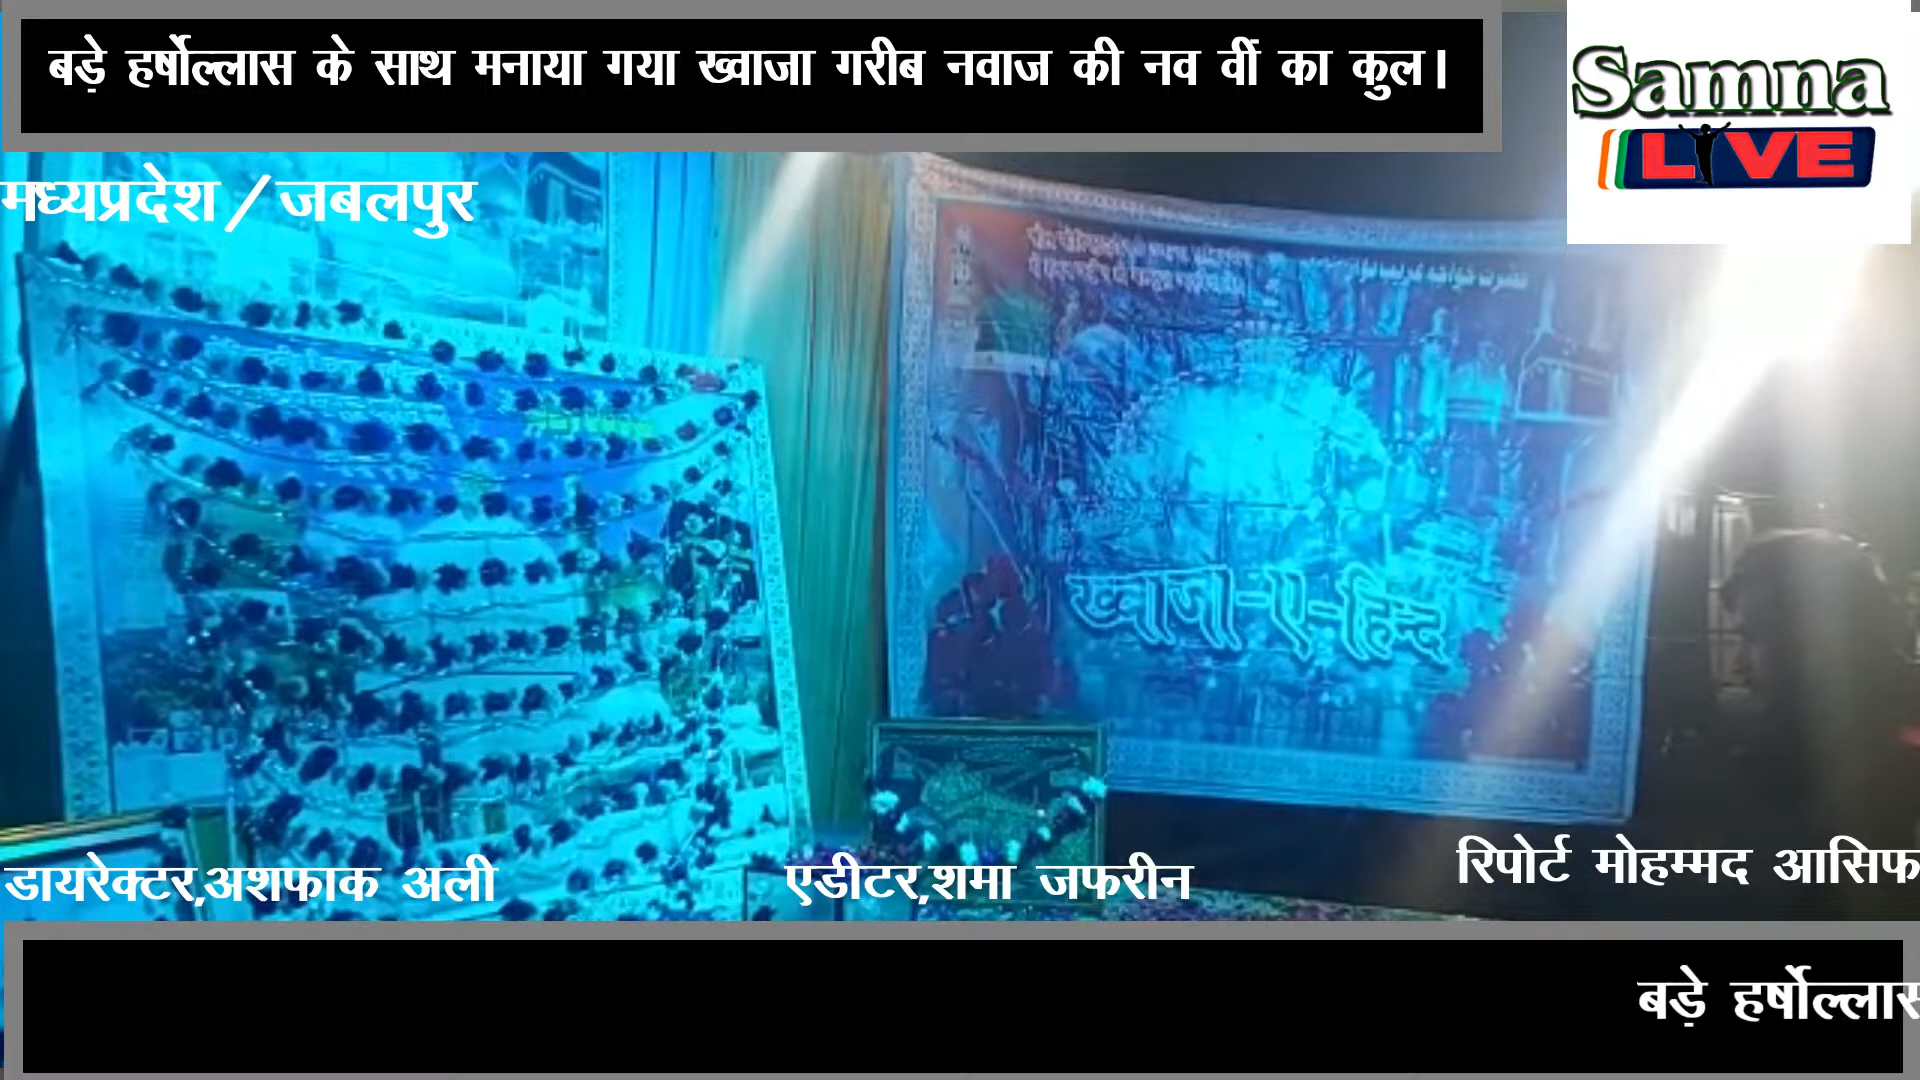 बड़े हर्षोल्लास के साथ मनाया गया ख्वाजा गरीब नवाज की नव वीं का कुल।
Samna
LIVE
मध्यप्रदेश/जबलपुर
ख्वाजा-ए-हिन्द
डायरेक्टर,अशफाक अली
एडीटर,शमा जफरीन
रिपोर्ट मोहम्मद आसिफ
बड़े हर्षोल्लास